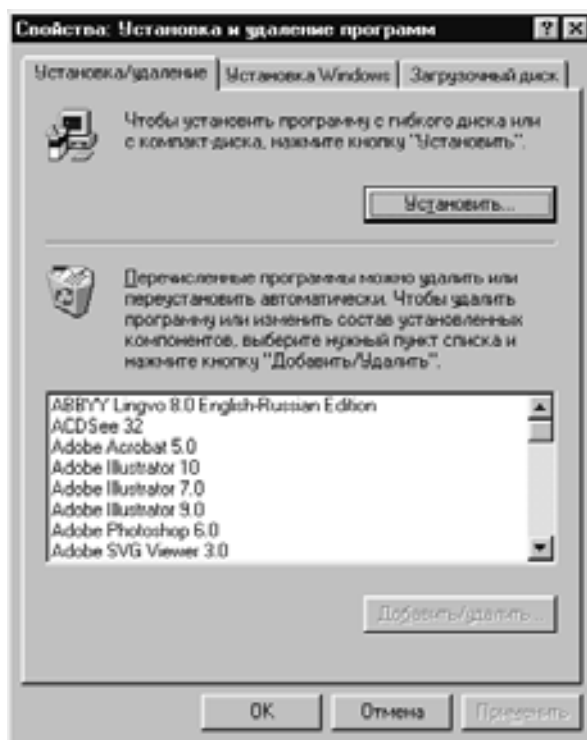 Свойства: Установка и удаление программ
Установка/удаление Установка Windows Загрузочный диск
Чтобы установить программу с гибкого диска или
с компакт-диска, нажмите кнопку "Установить".
Установить...
Перечисленные программы можно удалить или
переустановить автоматически. Чтобы удалить
программу или изменить состав установленных
компонентов, выберите нужный пункт списка и
нажмите кнопку "Добавить/Удалить".
ABBYY Lingvo 8.0 English-Russian Edition
ACDSee 32
Adobe Acrobat 5.0
Adobe Illustrator 10
Adobe Illustrator 7.0
Adobe Illustrator 9.0
Adobe Photoshop 6.0
Adobe SVG Viewer 3.0
Добавить/удалить...
OK Отмена Применить